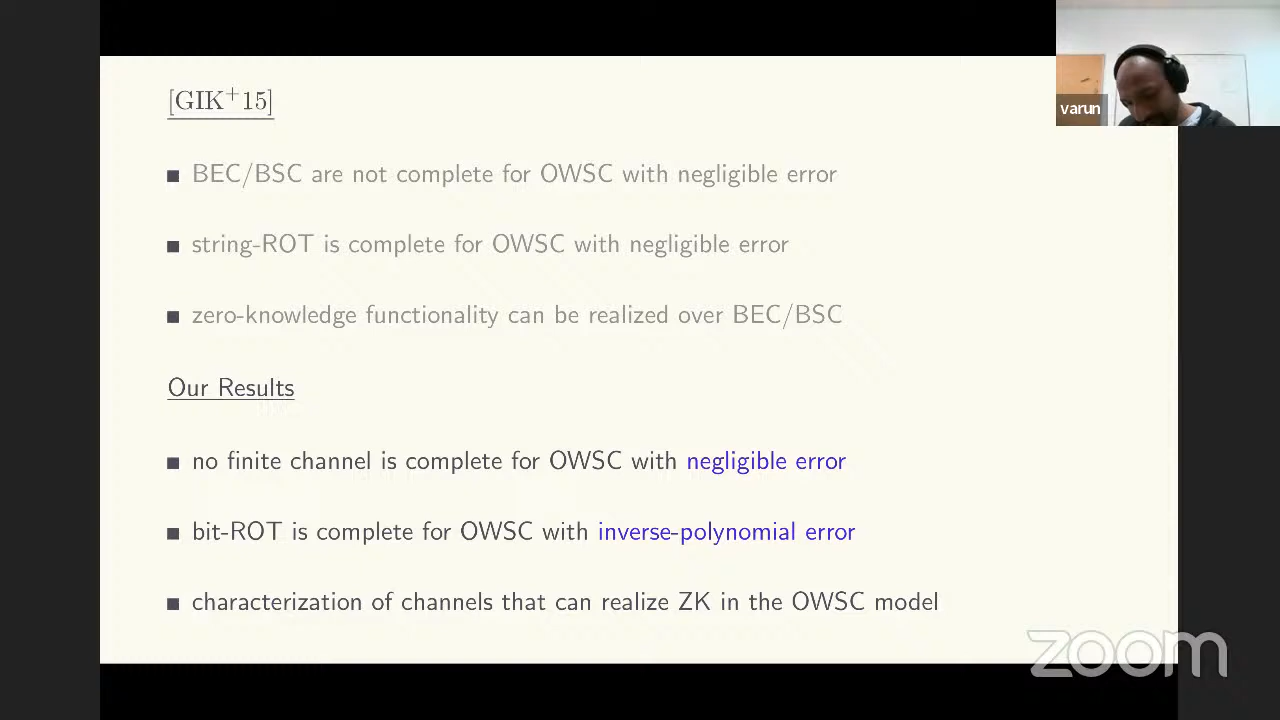 [GIK+15]
varun
■ BEC/BSC are not complete for OWSC with negligible error
■ string-ROT is complete for OWSC with negligible error
■ zero-knowledge functionality can be realized over BEC/BSC
Our Results
■ no finite channel is complete for OWSC with negligible error
■ bit-ROT is complete for OWSC with inverse-polynomial error
■ characterization of channels that can realize ZK in the OWSC model
zoom